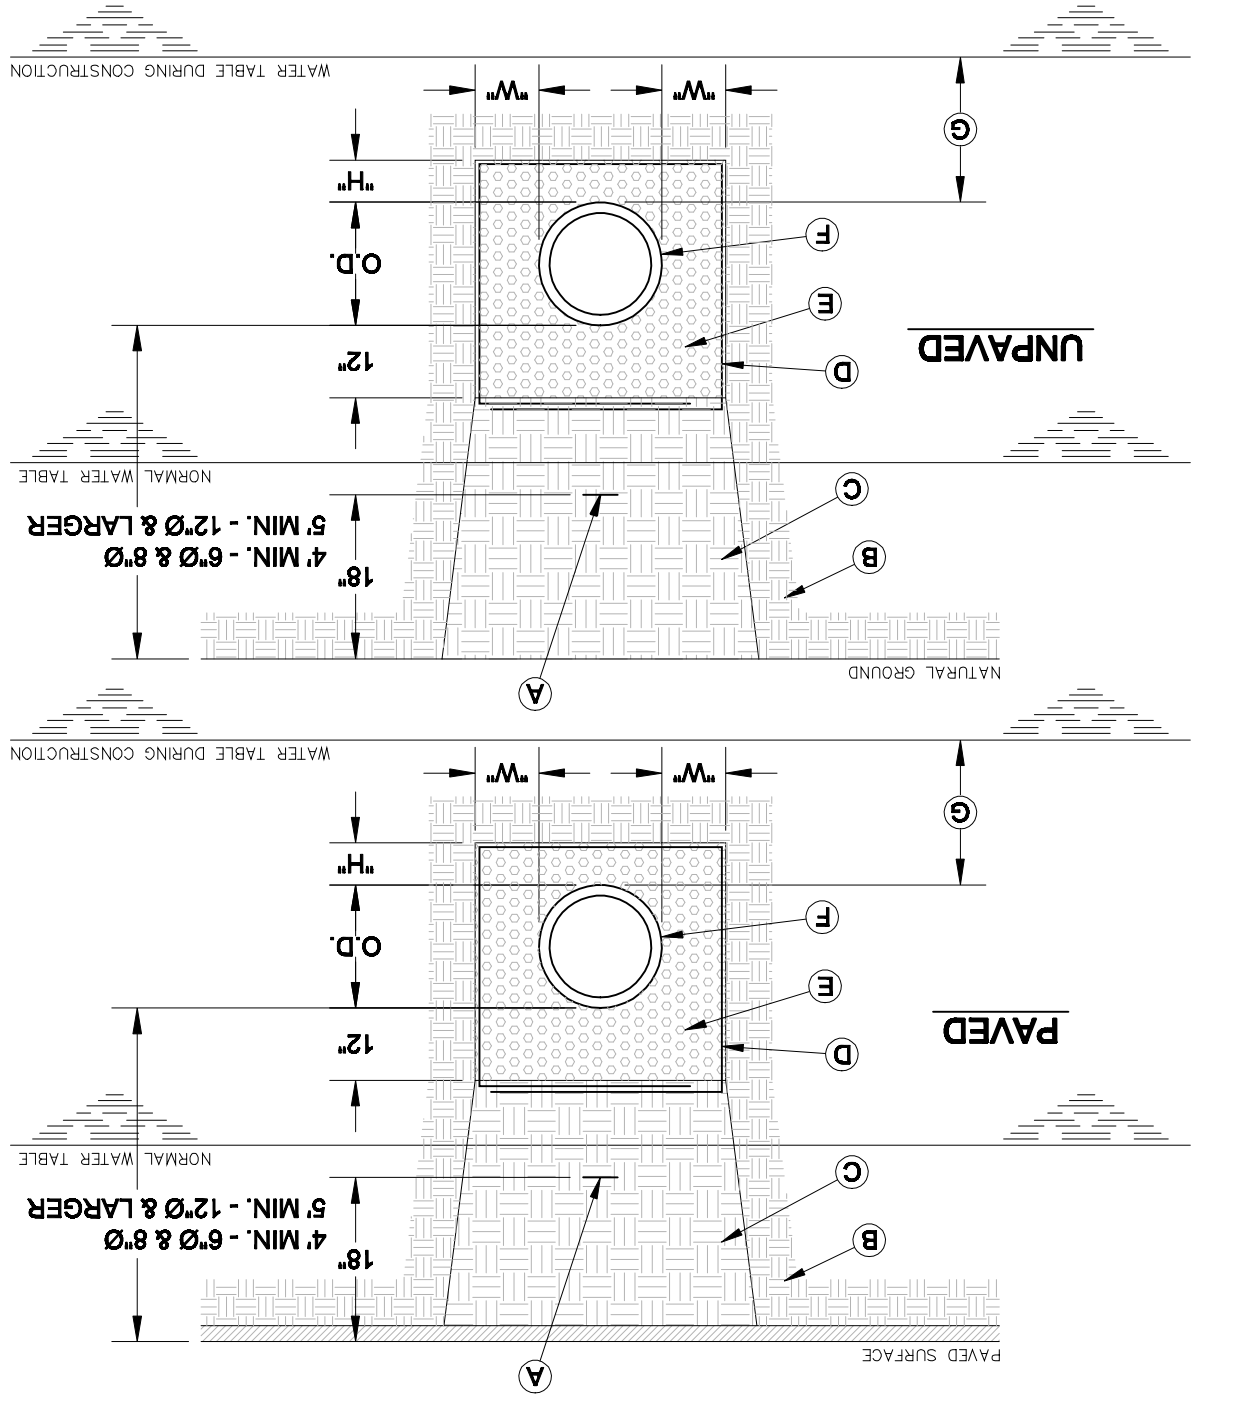 A
PAVED SURFACE
B
18"
4' MIN. - 6"Ø & 8"Ø
5' MIN. - 12"Ø & LARGER
C
NORMAL WATER TABLE
D
12"
PAVED
E
O.D.
F
"H"
G
"W"
"W"
WATER TABLE DURING CONSTRUCTION
A
NATURAL GROUND
B
18"
4' MIN. - 6"Ø & 8"Ø
5' MIN. - 12"Ø & LARGER
C
NORMAL WATER TABLE
D
12"
UNPAVED
E
O.D.
F
"H"
G
"W"
"W"
WATER TABLE DURING CONSTRUCTION